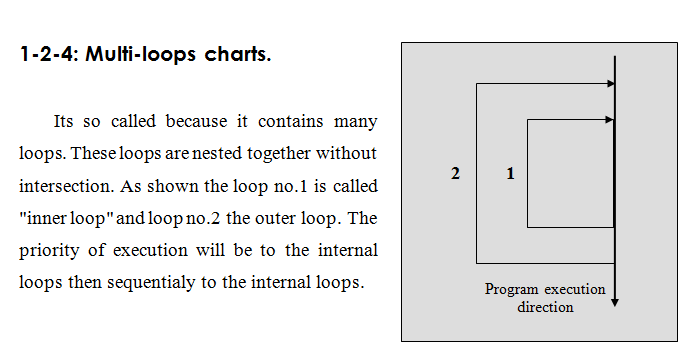 1-2-4: Multi-loops charts.
Its so called because it contains many
loops. These loops are nested together without
intersection. As shown the loop no.1 is called
"inner loop" and loop no.2 the outer loop. The
priority of execution will be to the internal
loops then sequentialy to the internal loops.
2 1
Program execution
direction